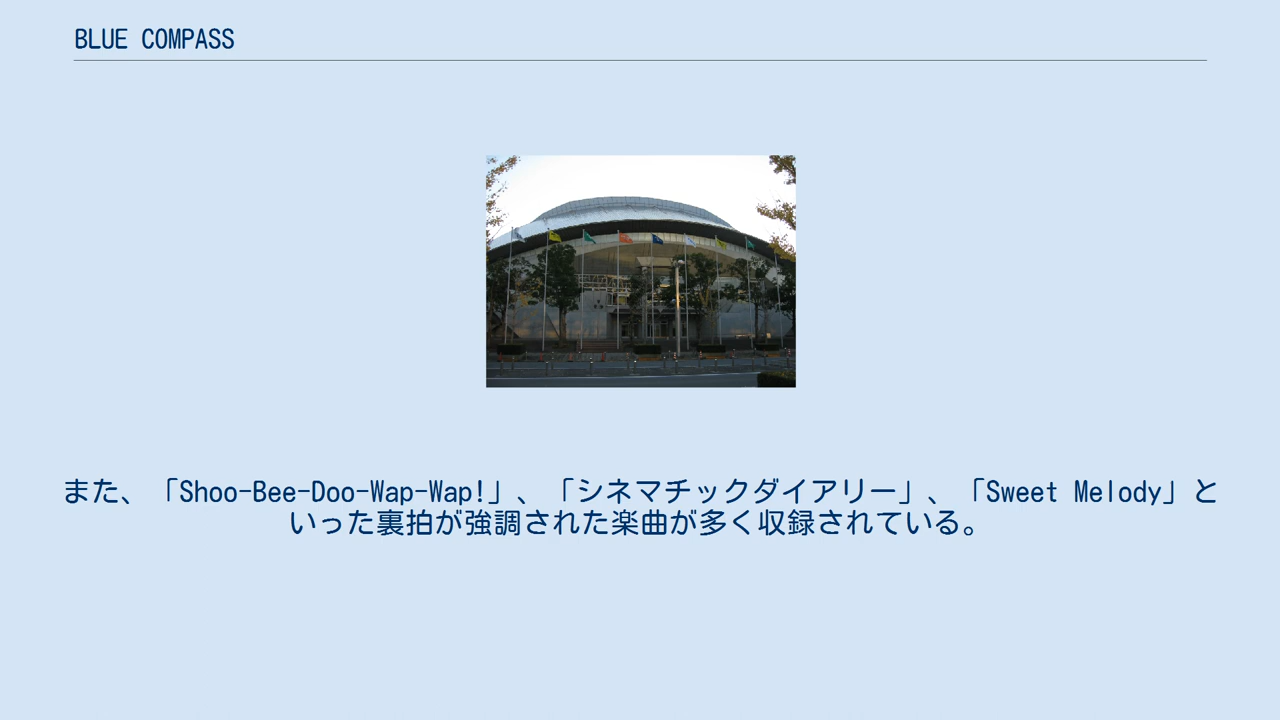 BLUE COMPASS
また、「Shoo-Bee-Doo-Wap-Wap!」、「シネマチックダイアリー」、「Sweet Melody」と
いった裏拍が強調された楽曲が多く収録されている。